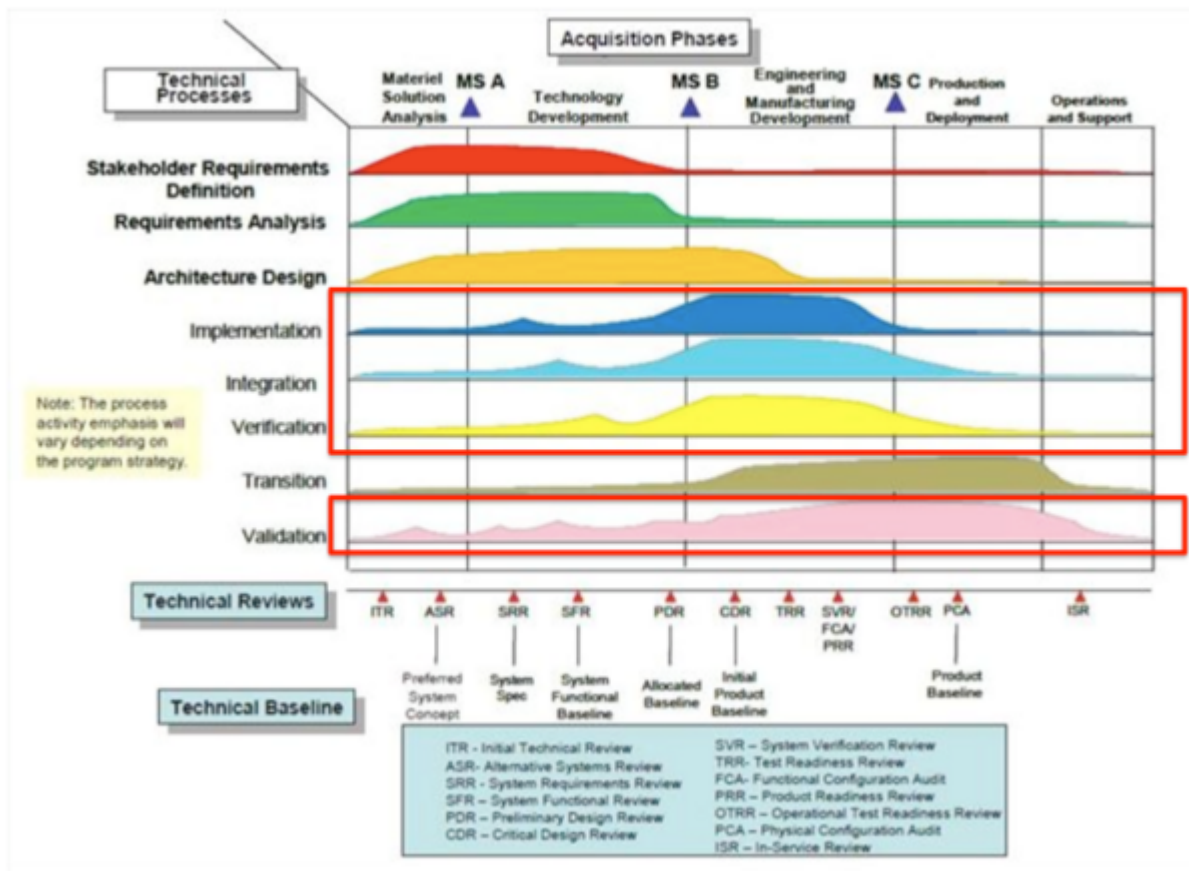 Acquisition Phases
Technical
Processes
Materiel
Solution
Analysis
MS A
Technology
Development
MS B
Engineering
and
Manufacturing
Development
MS C
Production
and
Deployment
Operations
and Support
Stakeholder Requirements
Definition
Requirements Analysis
Architecture Design
Implementation
Integration
Note: The process
activity emphasis will
vary depending on
the program strategy.
Verification
Transition
Validation
Technical Reviews
ITR
ASR
SRR
SFR
PDR
CDR
TRR
SVR/
FCA/
PRR
OTRR
PCA
ISR
Technical Baseline
Preferred
System
Concept
System
Spec
System
Functional
Baseline
Allocated
Baseline
Initial
Product
Baseline
Product
Baseline
ITR - Initial Technical Review
ASR- Alternative Systems Review
SRR - System Requirements Review
SFR – System Functional Review
PDR – Preliminary Design Review
CDR – Critical Design Review
SVR – System Verification Review
TRR- Test Readiness Review
FCA- Functional Configuration Audit
PRR – Product Readiness Review
OTRR – Operational Test Readiness Review
PCA – Physical Configuration Audit
ISR – In-Service Review